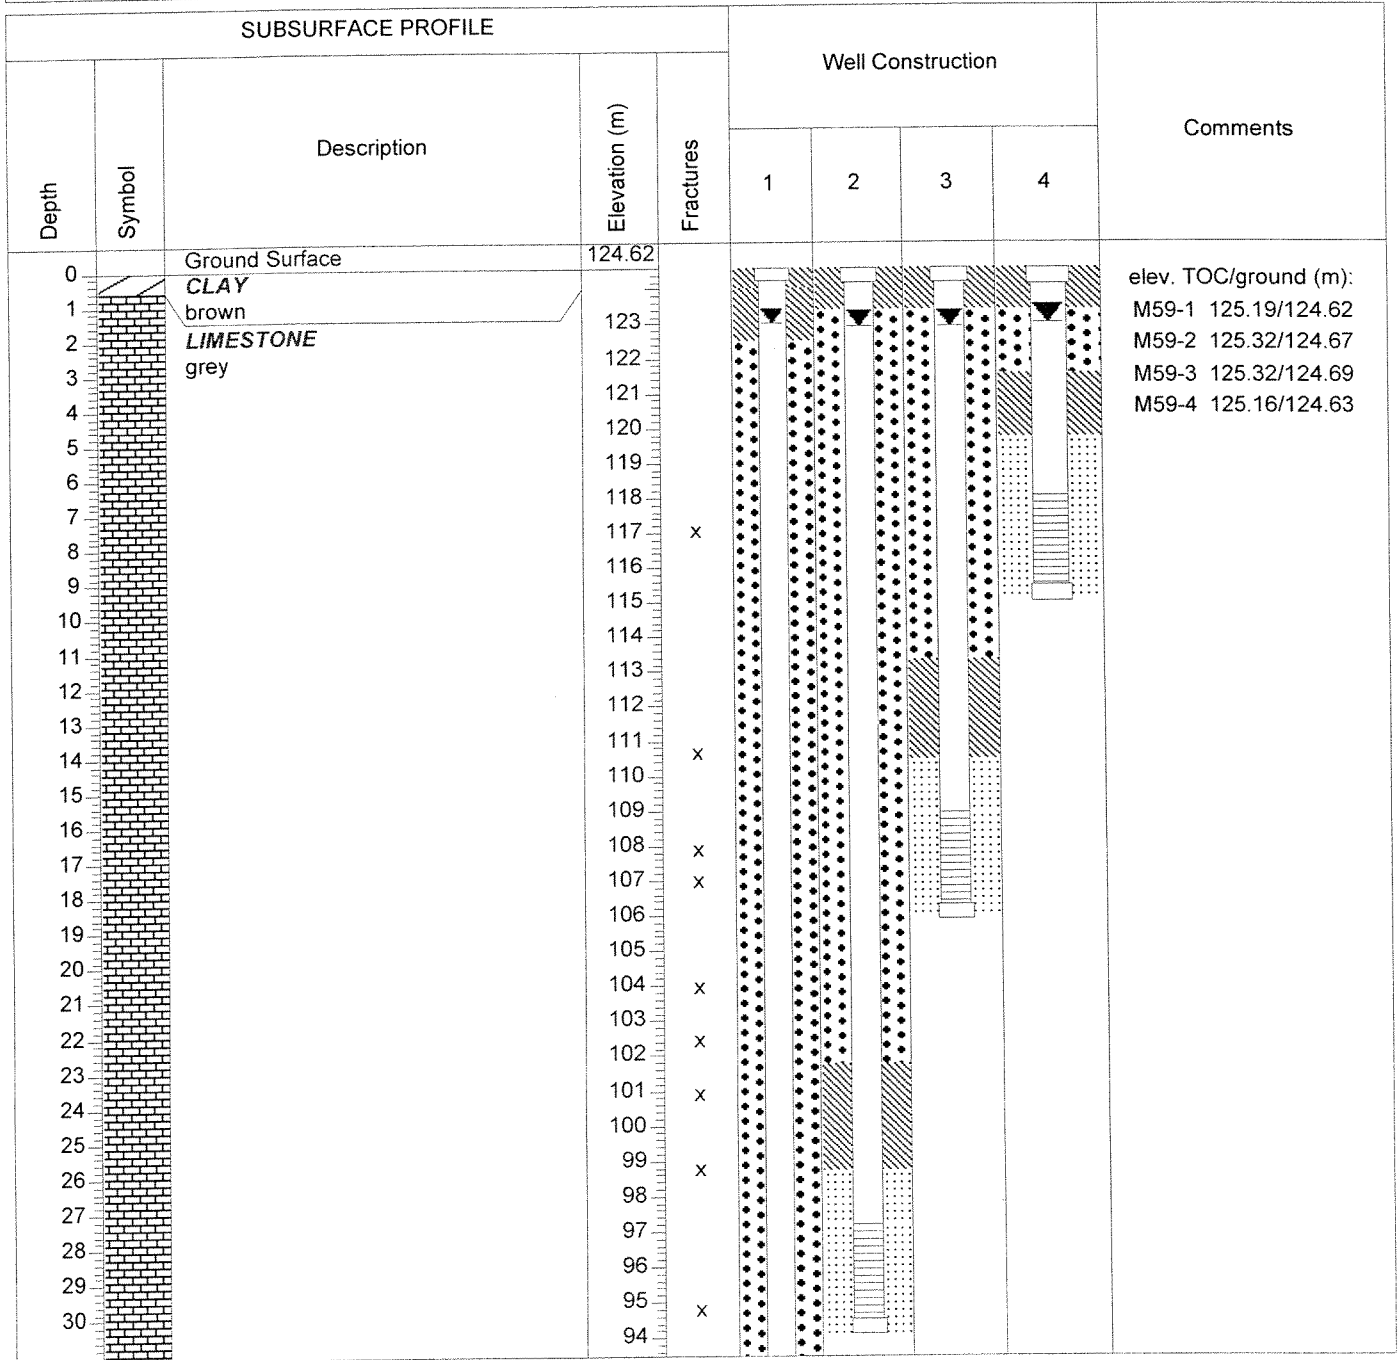 SUBSURFACE PROFILE
Well Construction
Comments
Depth
Symbol
Description
Elevation (m)
Fractures
1 2 3 4
Ground Surface 124.62
CLAY
brown
LIMESTONE
grey
elev. TOC/ground (m):
M59-1 125.19/124.62
M59-2 125.32/124.67
M59-3 125.32/124.69
M59-4 125.16/124.63
0
1
2
3
4
5
6
7
8
9
10
11
12
13
14
15
16
17
18
19
20
21
22
23
24
25
26
27
28
29
30
123
122
121
120
119
118
117
116
115
114
113
112
111
110
109
108
107
106
105
104
103
102
101
100
99
98
97
96
95
94
x
x
x
x
x
x
x
x
x